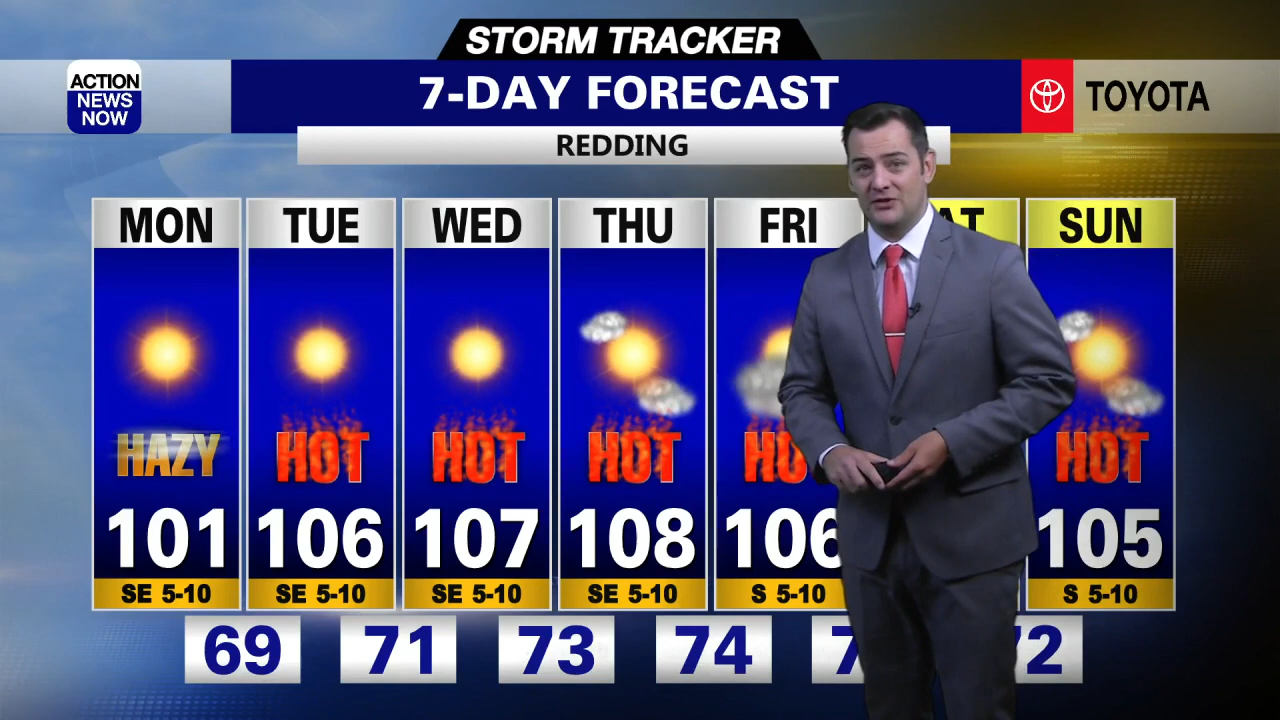 STORM TRACKER
ACTION
NEWS
NOW
7-DAY FORECAST
TOYOTA
REDDING
MON TUE WED THU FRI SUN
HAZY HOT HOT HOT HOT
101 106 107 108 106 105
SE 5-10 SE 5-10 SE 5-10 SE 5-10 S 5-10 S 5-10
69 71 73 74